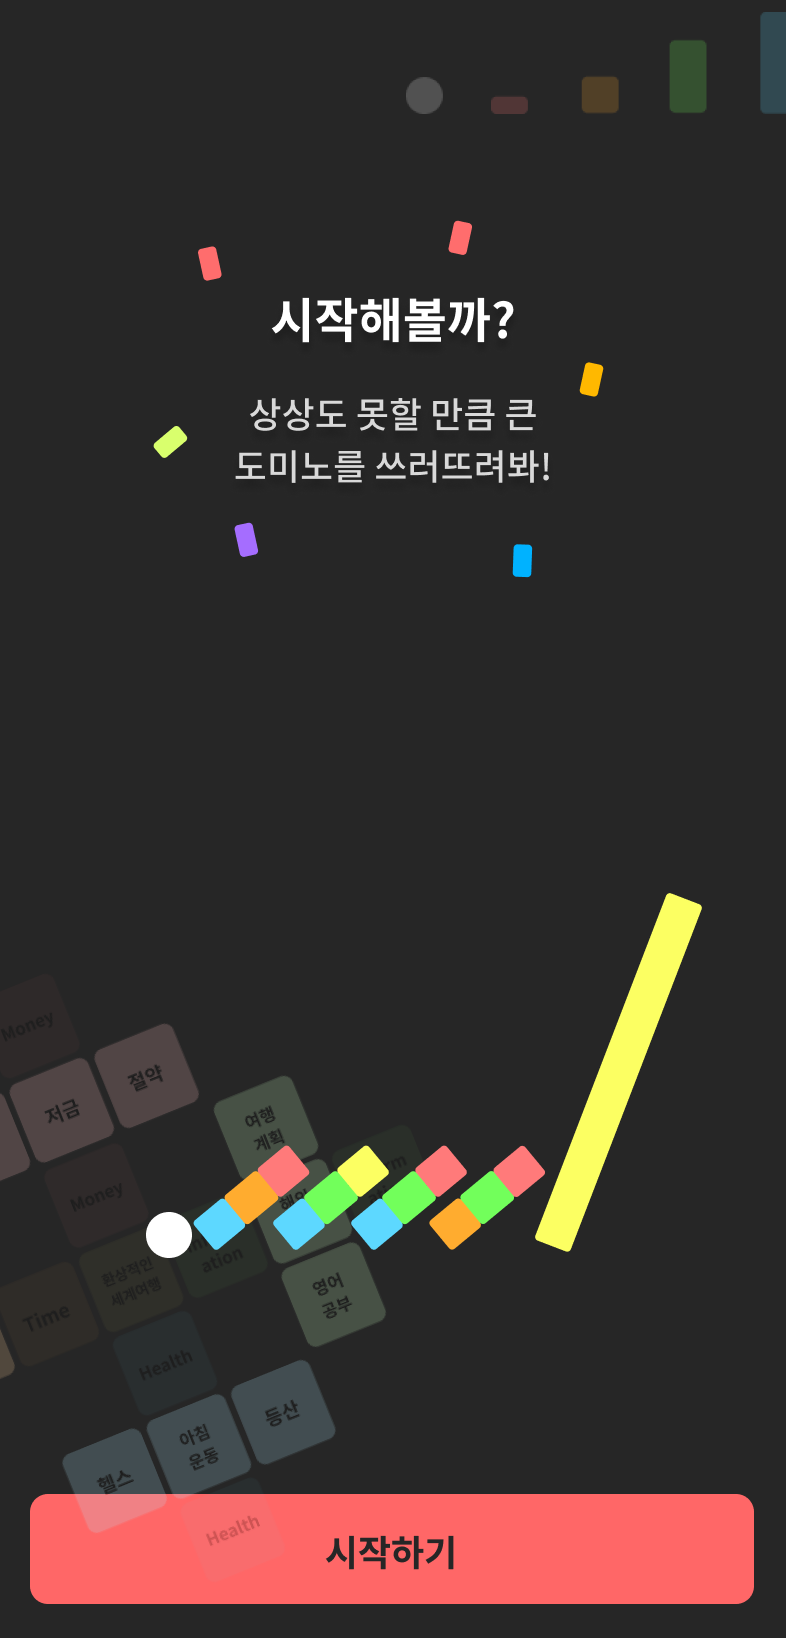 시작해볼까?
상상도 못할 만큼 큰
도미노를 쓰러뜨려봐!
Money
절약
저금
여행
계획
Money
ation
환상적인
세계여행
영어
공부
Time
Health
등산
아침
운동
헬스
Health
시작하기